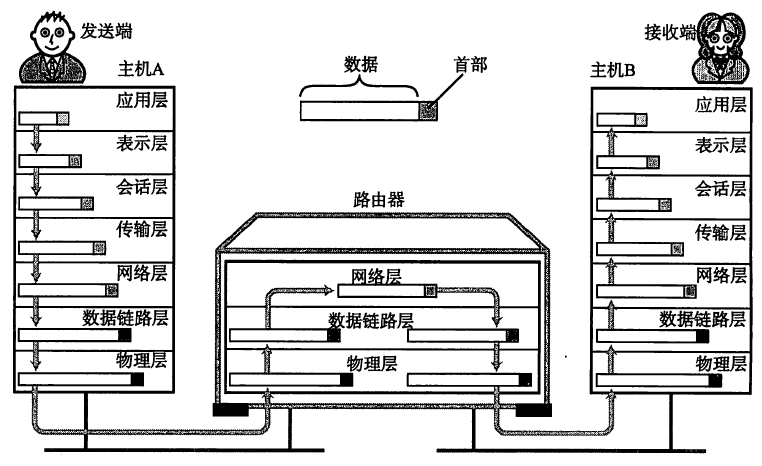 发送端
主机A
应用层
表示层
会话层
传输层
网络层
数据链路层
物理层
数据
首部
路由器
网络层
数据链路层
物理层
接收端
主机B
应用层
表示层
会话层
传输层
网络层
数据链路层
物理层